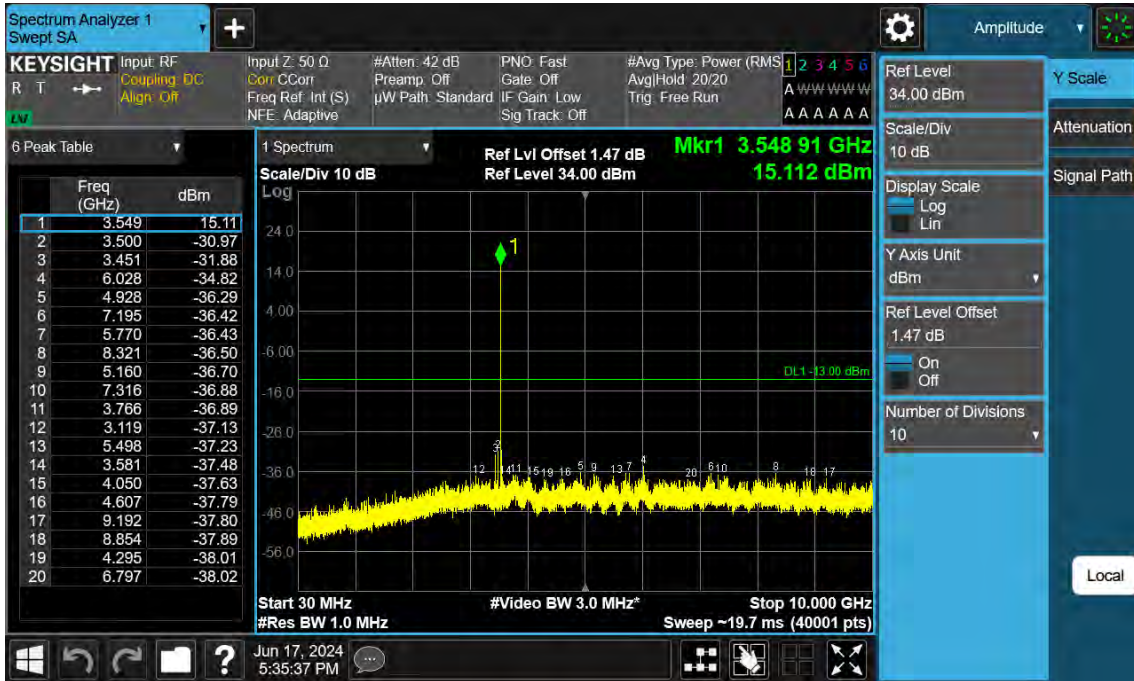 Spectrum Analyzer 1
Swept SA
+
Amplitude
KEYSIGHT
R T
LXI
Input: RF
Coupling: DC
Align: Off
Input Z: 50 Ω
Corr CCorr
Freq Ref: Int (S)
NFE: Adaptive
#Atten: 42 dB
Preamp: Off
µW Path: Standard
PNO: Fast
Gate: Off
IF Gain: Low
Sig Track: Off
#Avg Type: Power (RMS
Avg|Hold: 20/20
Trig: Free Run
1 2 3 4 5 6
A W W W W W
A A A A A A
6 Peak Table
Freq (GHz) dBm
1 3.549 15.11
2 3.500 -30.97
3 3.451 -31.88
4 6.028 -34.82
5 4.928 -36.29
6 7.195 -36.42
7 5.770 -36.43
8 8.321 -36.50
9 5.160 -36.70
10 7.316 -36.88
11 3.766 -36.89
12 3.119 -37.13
13 5.498 -37.23
14 3.581 -37.48
15 4.050 -37.63
16 4.607 -37.79
17 9.192 -37.80
18 8.854 -37.89
19 4.295 -38.01
20 6.797 -38.02
1 Spectrum
Scale/Div 10 dB
Log
Ref Lvl Offset 1.47 dB
Ref Level 34.00 dBm
Mkr1 3.548 91 GHz
15.112 dBm
24.0
1
14.0
4.00
-6.00
DL1 -13.00 dBm
-16.0
-26.0
-36.0
-46.0
-56.0
Start 30 MHz
#Video BW 3.0 MHz*
Stop 10.000 GHz
#Res BW 1.0 MHz
Sweep ~19.7 ms (40001 pts)
Ref Level
34.00 dBm
Scale/Div
10 dB
Display Scale
Log
Lin
Y Axis Unit
dBm
Ref Level Offset
1.47 dB
On
Off
Number of Divisions
10
Y Scale
Attenuation
Signal Path
Local
?
Jun 17, 2024
5:35:37 PM